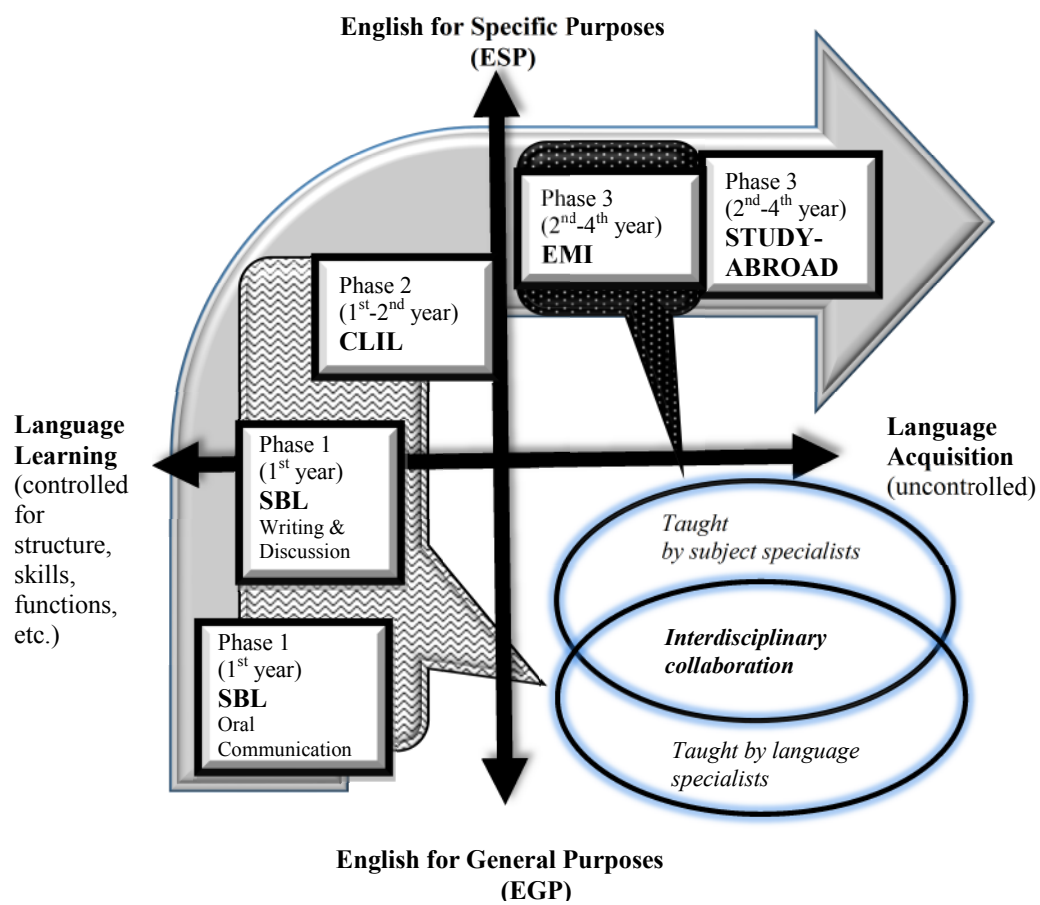 English for Specific Purposes
(ESP)
Phase 3
(2nd-4th year)
EMI
Phase 3
(2nd-4th year)
STUDY-
ABROAD
Phase 2
(1st-2nd year)
CLIL
Language
Learning
(controlled
for
structure,
skills,
functions,
etc.)
Phase 1
(1st year)
SBL
Writing &
Discussion
Language
Acquisition
(uncontrolled)
Taught
by subject specialists
Interdisciplinary
collaboration
Taught by language
specialists
Phase 1
(1st year)
SBL
Oral
Communication
English for General Purposes
(EGP)